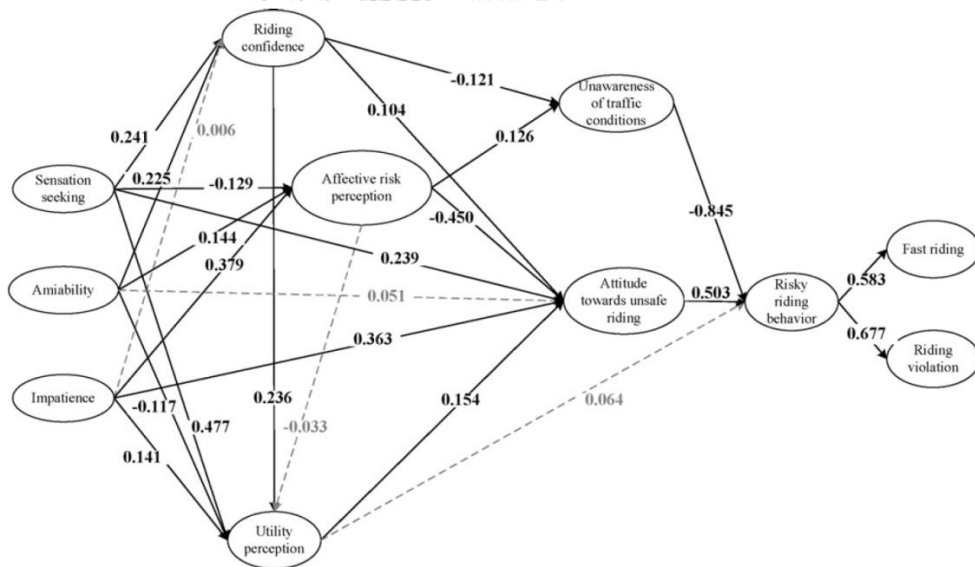 Riding
confidence
-0.121
Unawareness
of traffic
conditions
0.104
0.006
0.126
0.241
Sensation
seeking
0.225
-0.129
Affective risk
perception
-0.450
-0.845
0.144
0.239
Fast riding
0.379
Amiability
0.051
Attitude
towards unsafe
riding
0.503
Risky
riding
behavior
0.583
0.363
0.677
Riding
violation
Impatience
-0.117
0.236
0.154
0.064
0.477
-0.033
0.141
Utility
perception